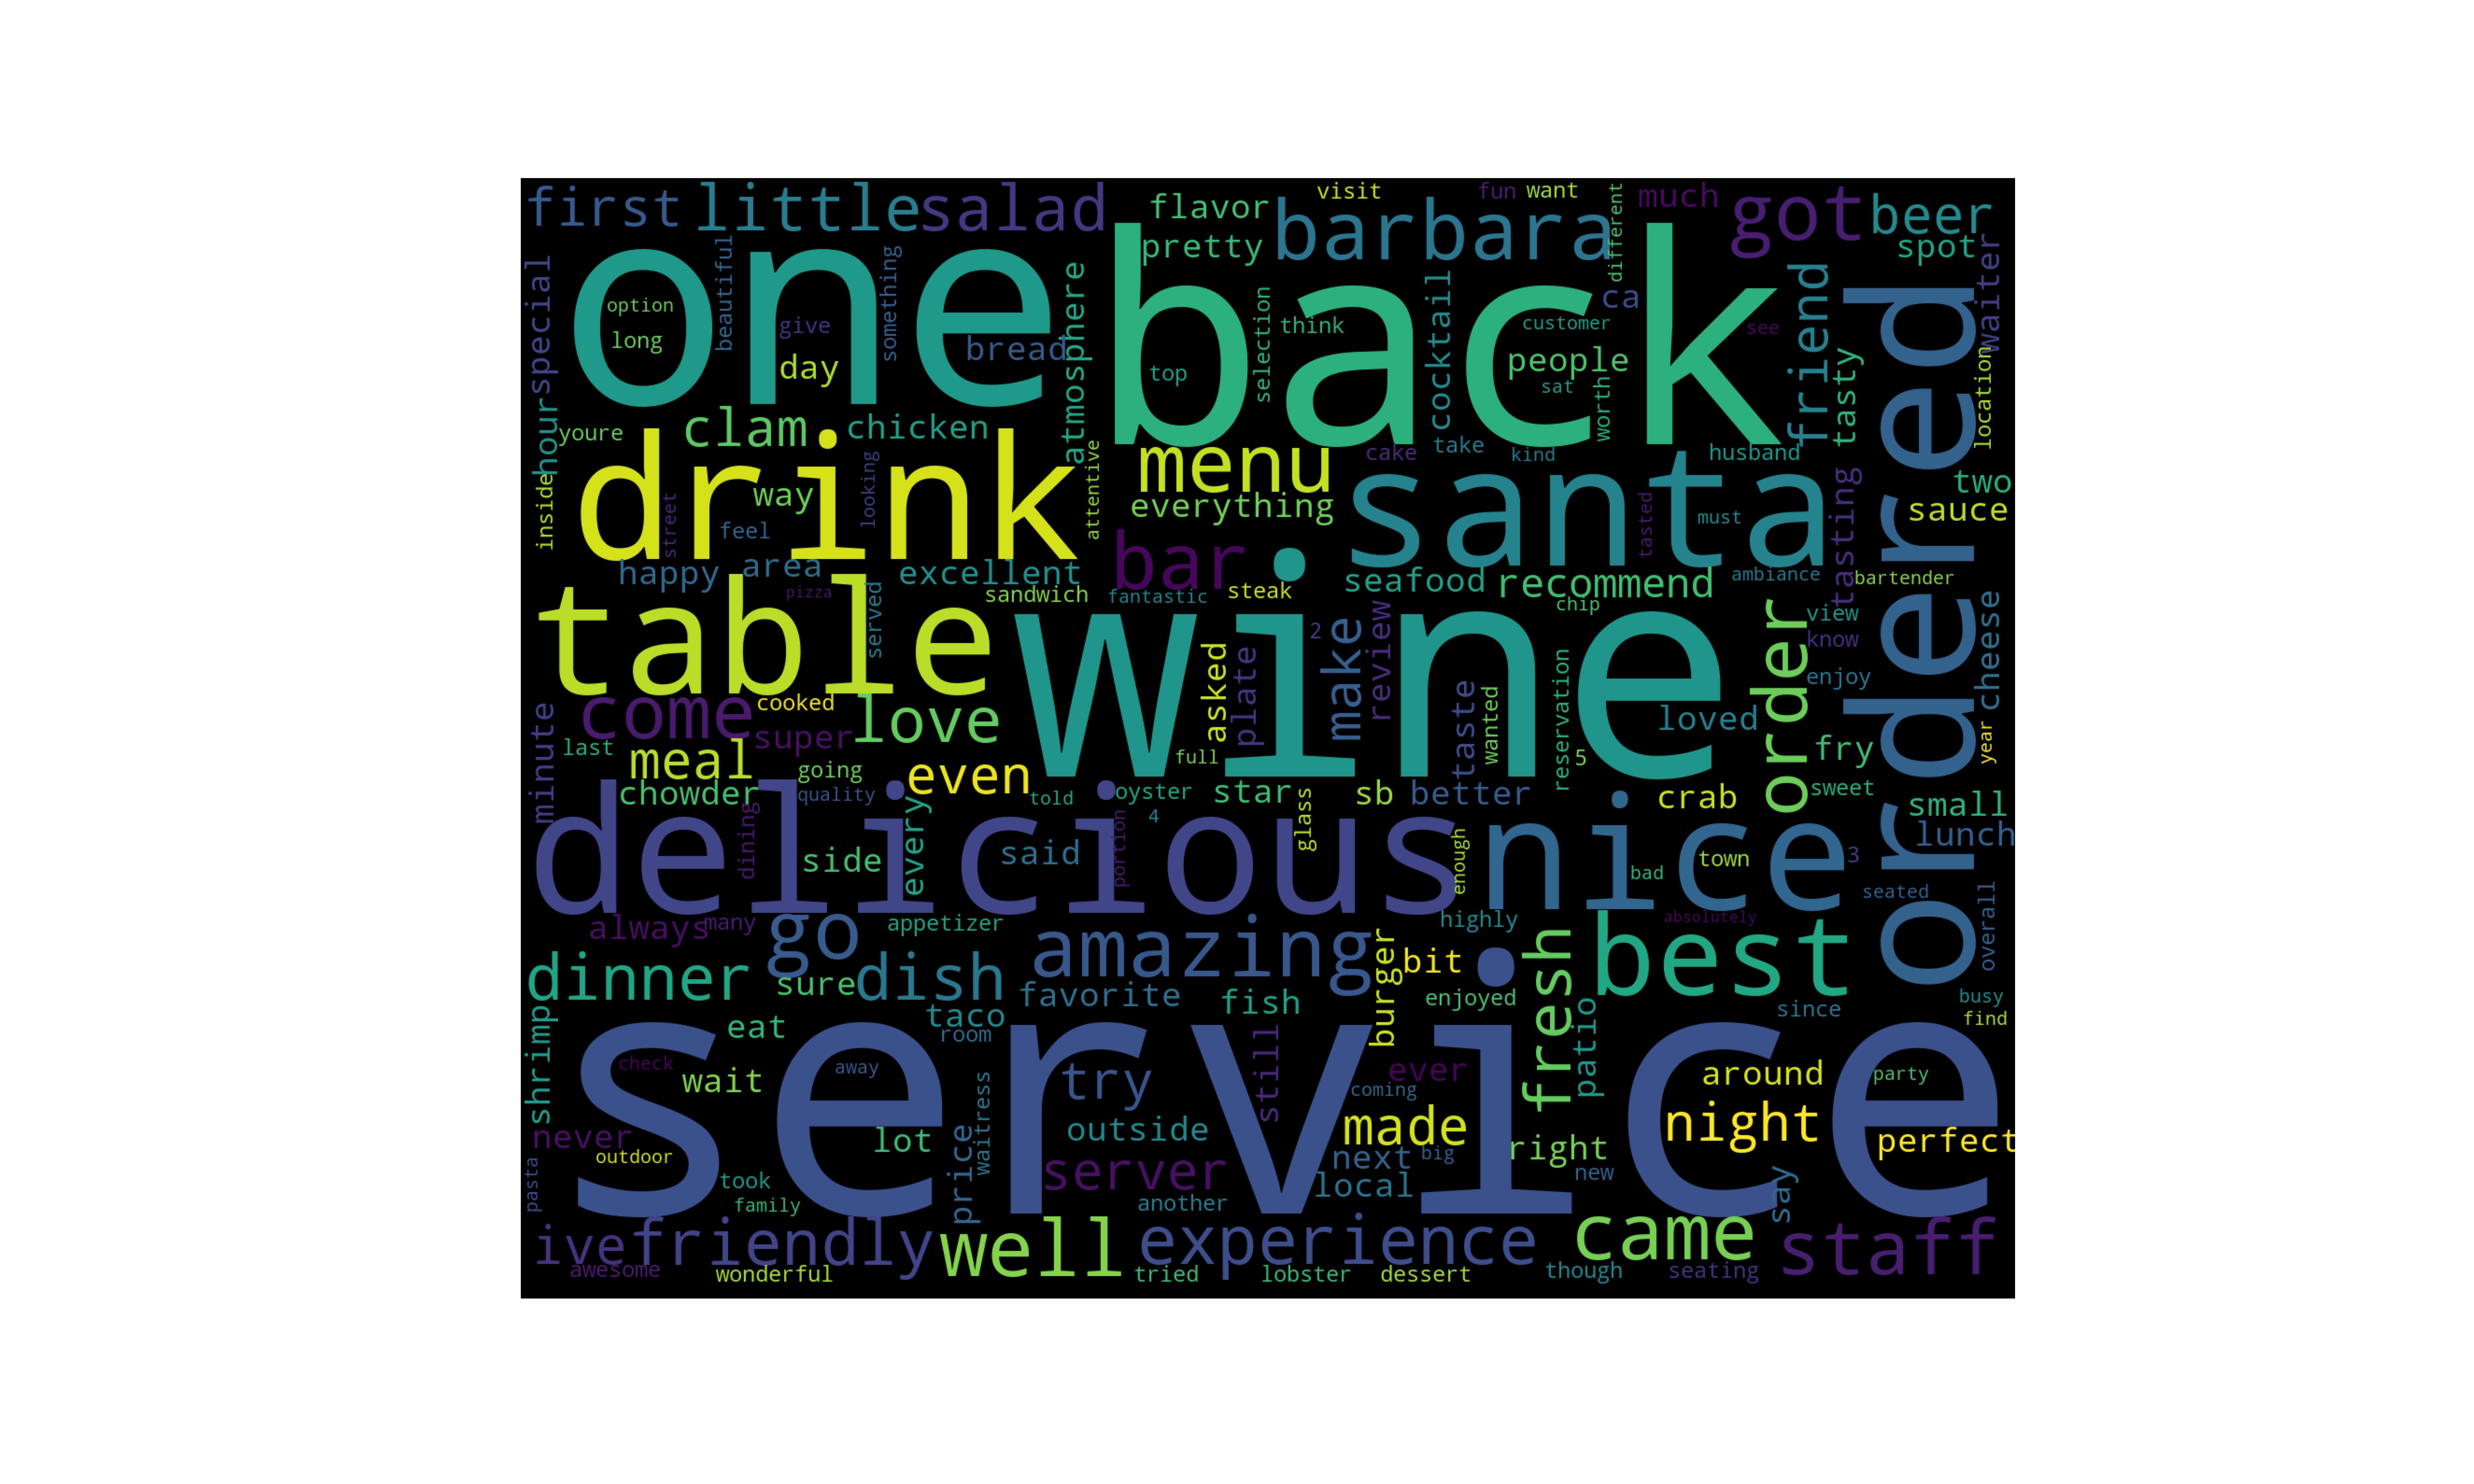 first little salad flavor visit fun want different much got beer
pretty barbara spot
one back
special beautiful something atmosphere selection cocktail friend waiter
option give think customer ca see
long bread people
day top sat worth tasty location
hour youre clam chicken attentive take kind husband
drink menu cake santa ordered
inside way looking everything tasting two
street feel tasted must sauce
happy area excellent bar seafood recommend ambiance bartender
table pizza served sandwich fantastic steak chip
wine 2 view cheese
come cooked love asked plate make review taste wanted reservation loved order know enjoy
minute last super full 5 fry year
meal going even
chowder quality told oyster star sb better crab sweet small
delicious nice
dining side every said portion 4 glass enough bad town 3 lunch
seated overall
always many go appetizer amazing highly absolutely best
dinner sure dish favorite fish burger bit enjoyed fresh patio since busy
shrimp eat taco room find
service
check wait away waitress try still ever coming around party
never lot price outside made night perfect
pasta outdoor took family server next big right new say
another local
ive friendly well experience came staff
awesome wonderful tried lobster dessert though seating